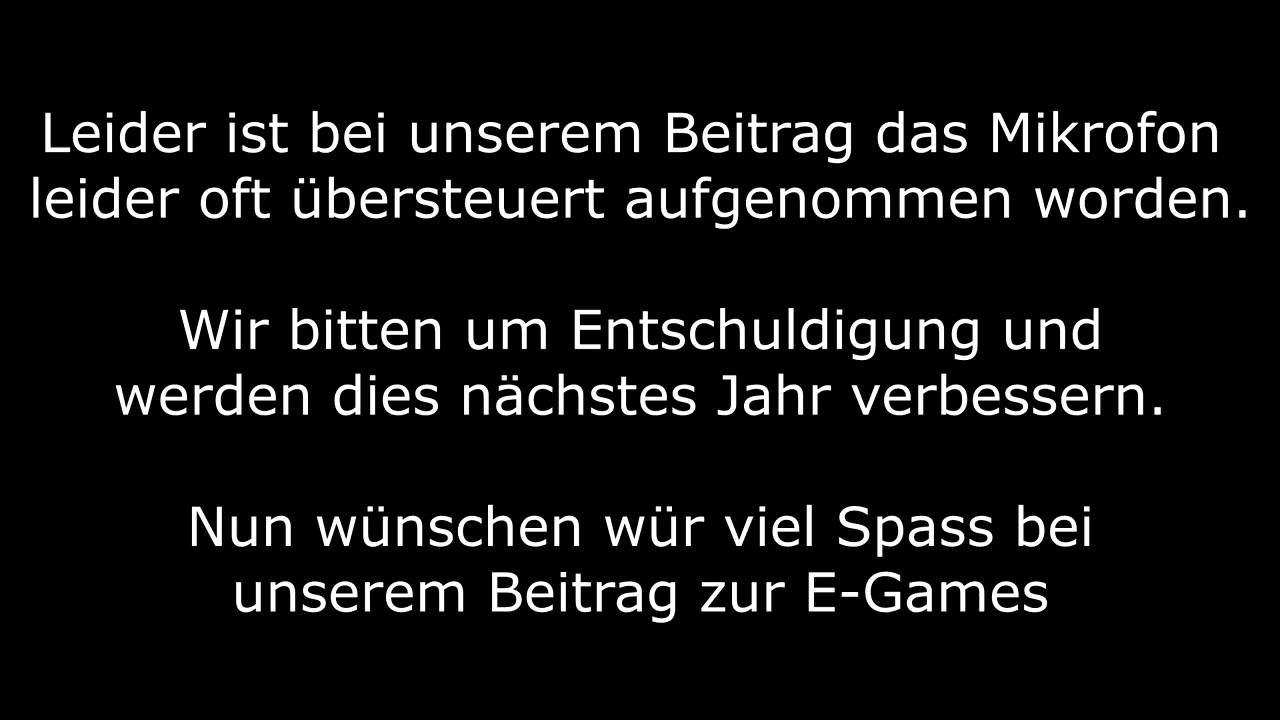 Leider ist bei unserem Beitrag das Mikrofon
leider oft übersteuert aufgenommen worden.
Wir bitten um Entschuldigung und
werden dies nächstes Jahr verbessern.
Nun wünschen wür viel Spass bei
unserem Beitrag zur E-Games